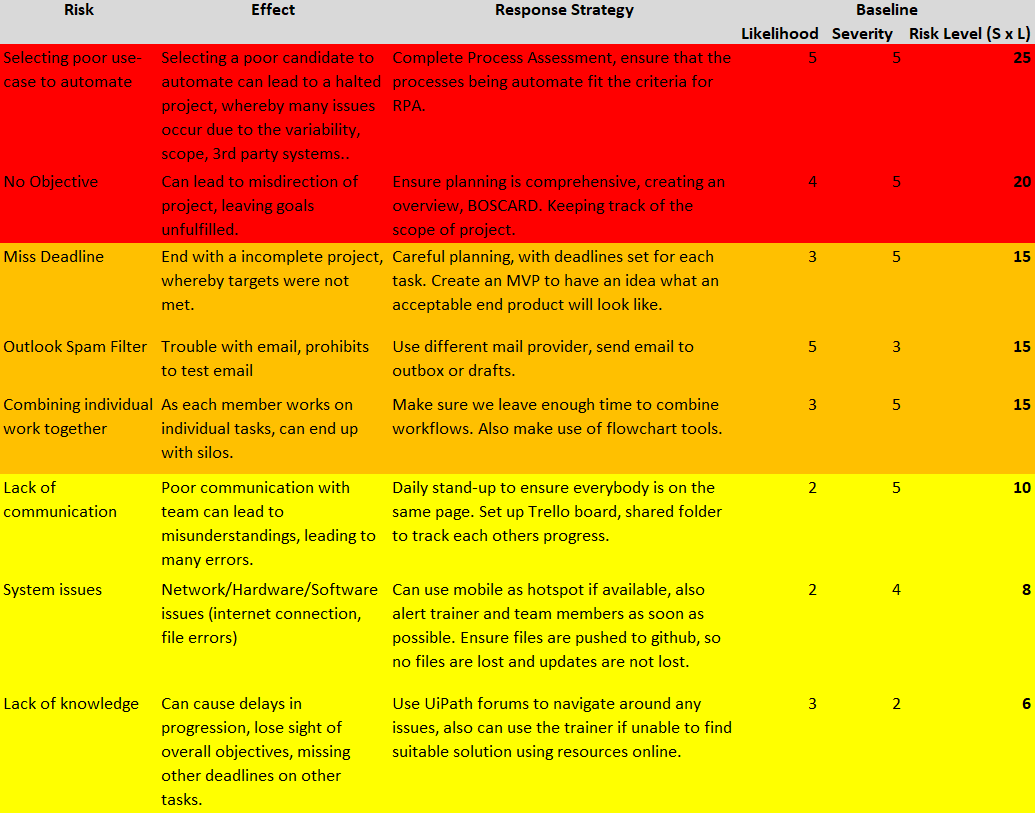 Risk Effect Response Strategy Baseline
Likelihood Severity Risk Level (S x L)
Selecting poor use- Selecting a poor candidate to Complete Process Assessment, ensure that the 5 5 25
case to automate automate can lead to a halted processes being automate fit the criteria for
project, whereby many issues RPA.
occur due to the variability,
scope, 3rd party systems..
No Objective Can lead to misdirection of Ensure planning is comprehensive, creating an 4 5 20
project, leaving goals overview, BOSCARD. Keeping track of the
unfulfilled. scope of project.
Miss Deadline End with a incomplete project, Careful planning, with deadlines set for each 3 5 15
whereby targets were not task. Create an MVP to have an idea what an
met. acceptable end product will look like.
Outlook Spam Filter Trouble with email, prohibits Use different mail provider, send email to 5 3 15
to test email outbox or drafts.
Combining individual As each member works on Make sure we leave enough time to combine 3 5 15
work together individual tasks, can end up workflows. Also make use of flowchart tools.
with silos.
Lack of Poor communication with Daily stand-up to ensure everybody is on the 2 5 10
communication team can lead to same page. Set up Trello board, shared folder
misunderstandings, leading to to track each others progress.
many errors.
System issues Network/Hardware/Software Can use mobile as hotspot if available, also 2 4 8
issues (internet connection, alert trainer and team members as soon as
file errors) possible. Ensure files are pushed to github, so
no files are lost and updates are not lost.
Lack of knowledge Can cause delays in Use UiPath forums to navigate around any 3 2 6
progression, lose sight of issues, also can use the trainer if unable to find
overall objectives, missing suitable solution using resources online.
other deadlines on other
tasks.